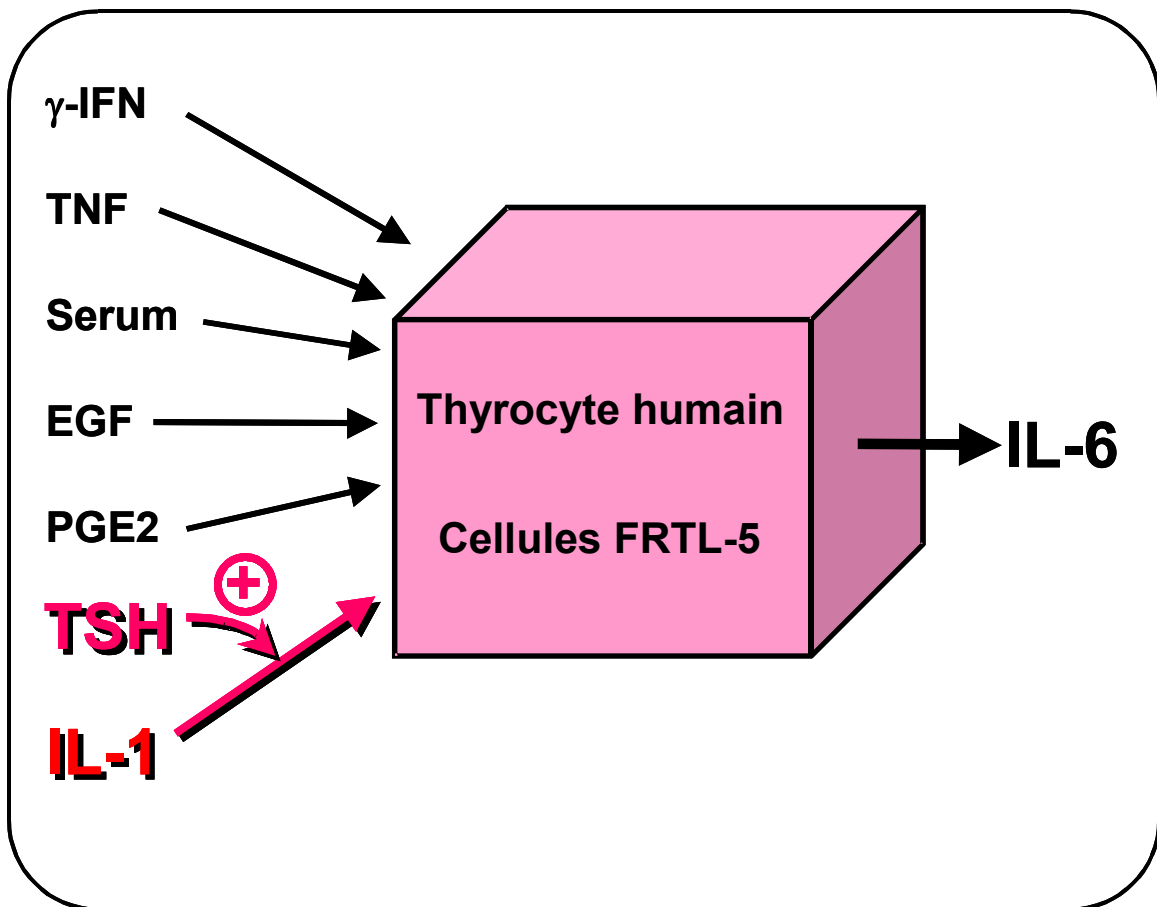 γ-IFN
TNF
Serum
EGF
PGE2
TSH
+
IL-1
Thyrocyte humain
Cellules FRTL-5
IL-6